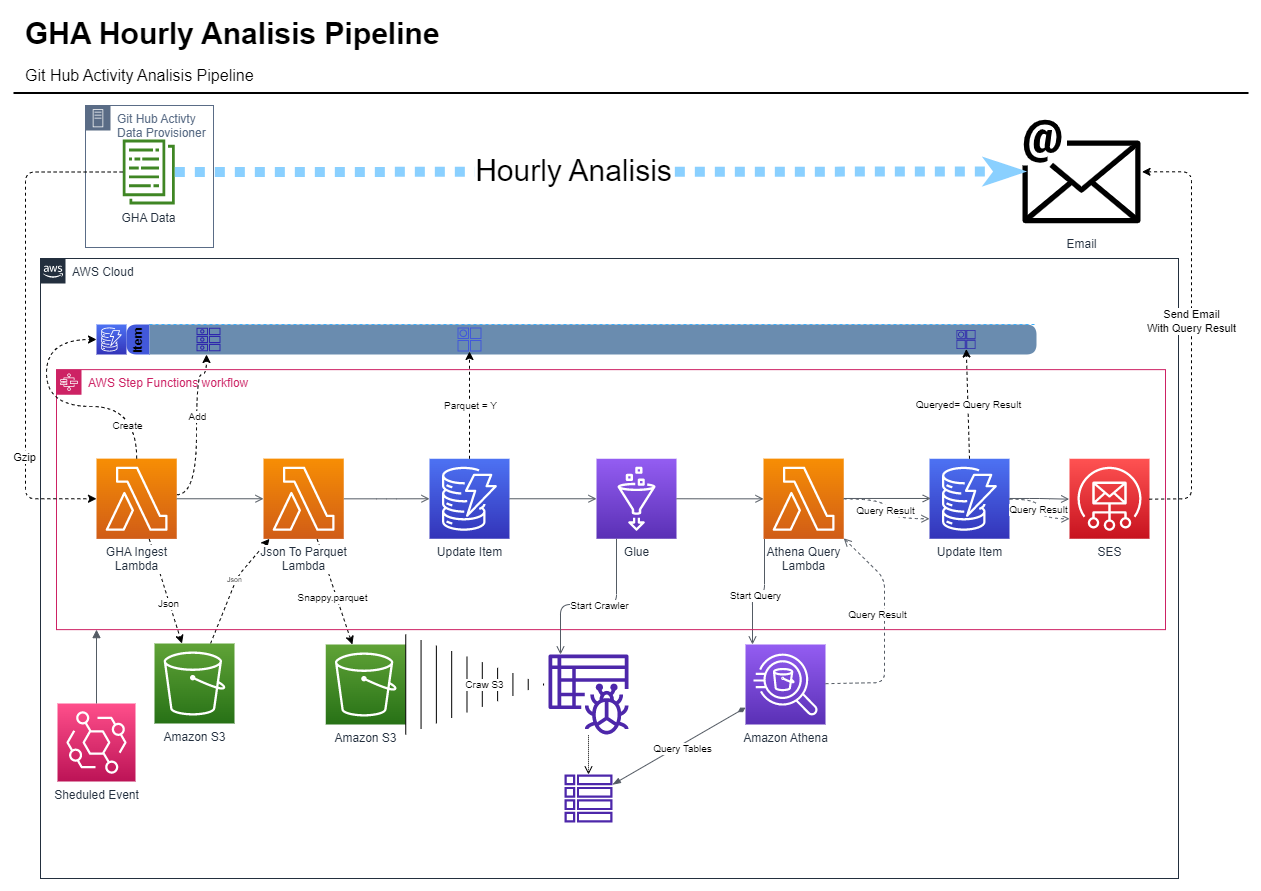 GHA Hourly Analisis Pipeline
Git Hub Activity Analisis Pipeline
Git Hub Activty
Data Provisioner
GHA Data
Hourly Analisis
@
Email
aws
AWS Cloud
Item
Send Email
With Query Result
AWS Step Functions workflow
Create
Add
Parquet = Y
Queryed= Query Result
Gzip
Query Result
Query Result
GHA Ingest
Lambda
Json To Parquet
Lambda
Update Item
Glue
Athena Query
Lambda
Update Item
SES
Json
Json
Snappy.parquet
Start Crawler
Start Query
Query Result
Craw S3
Amazon S3
Amazon S3
Amazon Athena
Query Tables
Sheduled Event